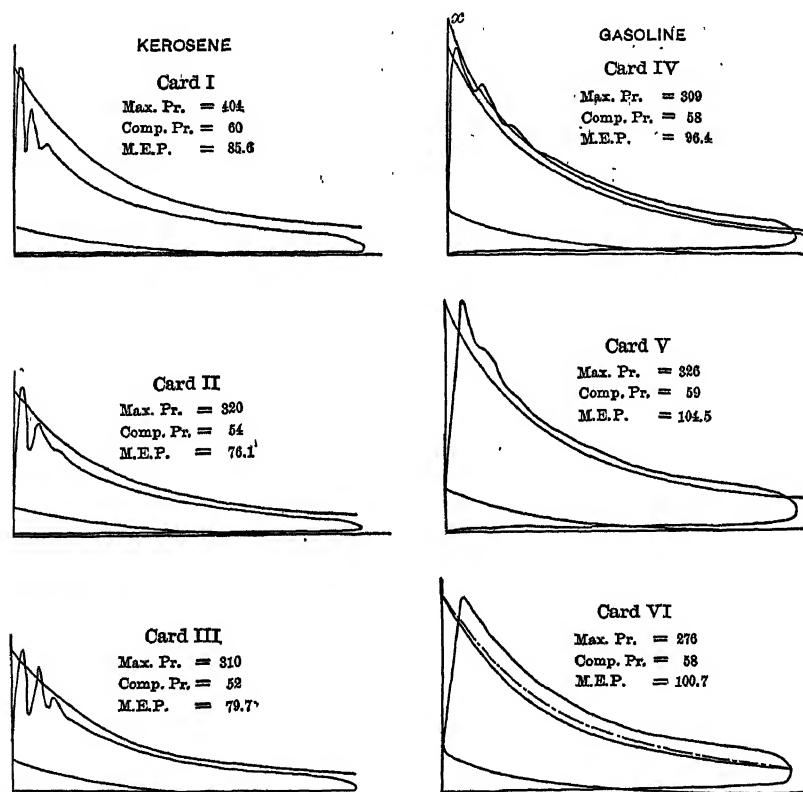 KEROSENE
Card I
Max. Pr. = 404
Comp. Pr. = 60
M.E.P. = 85.6
Card II
Max. Pr. = 320
Comp. Pr. = 54
M.E.P. = 76.1
Card III
Max. Pr. = 310
Comp. Pr. = 52
M.E.P. = 79.7
x
GASOLINE
Card IV
Max. Pr. = 309
Comp. Pr. = 58
M.E.P. = 96.4
Card V
Max. Pr. = 326
Comp. Pr. = 59
M.E.P. = 104.5
Card VI
Max. Pr. = 276
Comp. Pr. = 58
M.E.P. = 100.7